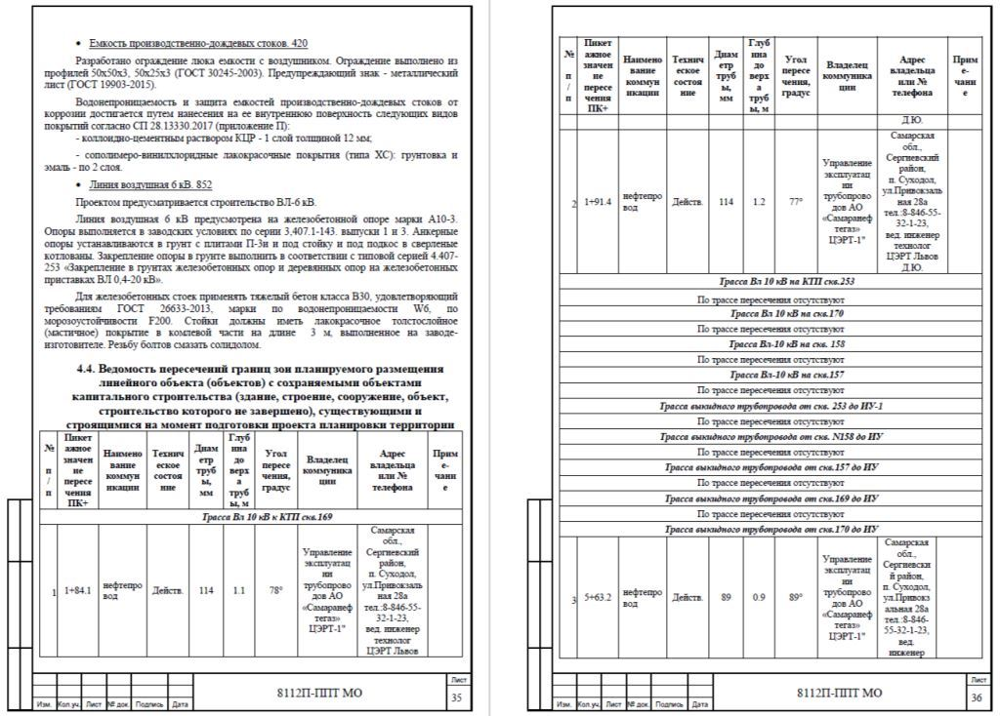 • Емкость производственно-дождевых стоков. 420
Разработано ограждение люка емкости с воздушником. Ограждение выполнено из
профилей 50х50х3, 50х25х3 (ГОСТ 30245-2003). Предупреждающий знак - металлический
лист (ГОСТ 19903-2015).
Водонепроницаемость и защита емкостей производственно-дождевых стоков от
коррозии достигается путем нанесения на ее внутреннюю поверхность следующих видов
покрытий согласно СП 28.13330.2017 (приложение П):
- коллоидно-цементным раствором КЦР - 1 слой толщиной 12 мм;
- сополимеро-винилхлоридные лакокрасочные покрытия (типа ХС): грунтовка и
эмаль - по 2 слоя.
• Линия воздушная 6 кВ. 852
Проектом предусматривается строительство ВЛ-6 кВ.
Линия воздушная 6 кВ предусмотрена на железобетонной опоре марки А10-3.
Опоры выполняется в заводских условиях по серии 3,407.1-143. выпуски 1 и 3. Анкерные
опоры устанавливаются в грунт с плитами П-3и и под стойку и под подкос в сверленые
котлованы. Закрепление опоры в грунте выполнить в соответствии с типовой серией 4.407-
253 «Закрепление в грунтах железобетонных опор и деревянных опор на железобетонных
приставках ВЛ 0,4-20 кВ».
Для железобетонных стоек применять тяжелый бетон класса В30, удовлетворяющий
требованиям ГОСТ 26633-2013, марки по водонепроницаемости W6, по
морозоустойчивости F200. Стойки должны иметь лакокрасочное толстослойное
(мастичное) покрытие в комлевой части на длине 3 м, выполненное на заводе-
изготовителе. Резьбу болтов смазать солидолом.
4.4. Ведомость пересечений границ зон планируемого размещения
линейного объекта (объектов) с сохраняемыми объектами
капитального строительства (здание, строение, сооружение, объект,
строительство которого не завершено), существующими и
строящимися на момент подготовки проекта планировки территории
№
п
/
п
Пикет
ажное
значен
ие
пересе
чения
ПК+
Наимено
вание
коммун
икации
Технич
еское
состоя
ние
Диам
етр
труб
ы,
мм
Глуб
ина
до
верх
а
труб
ы, м
Угол
пересе
чения,
градус
Владелец
коммуника
ции
Адрес
владельца
или №
телефона
Прим
е-
чани
е
Трасса Вл 10 кВ к КТП скв.169
1
1+84.1
нефтепро
вод
Действ.
114
1.1
78°
Управление
эксплуатац
ии
трубопрово
дов АО
«Самаранеф
тегаз»
ЦЭРТ-1"
Самарская
обл.,
Сергиевский
район,
п. Суходол,
ул.Привокзаль
ная 28а
тел.:8-846-55-
32-1-23,
вед. инженер
технолог
ЦЭРТ Львов
Изм. Кол.уч. Лист № док. Подпись Дата
8112П-ППТ МО
Лист
35
№
п
/
п
Пикет
ажное
значен
ие
пересе
чения
ПК+
Наимено
вание
коммун
икации
Технич
еское
состоя
ние
Диам
етр
труб
ы,
мм
Глуб
ина
до
верх
а
труб
ы, м
Угол
пересе
чения,
градус
Владелец
коммуника
ции
Адрес
владельца
или №
телефона
Прим
е-
чани
е
Д.Ю.
2
1+91.4
нефтепро
вод
Действ.
114
1.2
77°
Управление
эксплуатац
ии
трубопрово
дов АО
«Самаранеф
тегаз»
ЦЭРТ-1"
Самарская
обл.,
Сергиевский
район,
п. Суходол,
ул.Привокзаль
ная 28а
тел.:8-846-55-
32-1-23,
вед. инженер
технолог
ЦЭРТ Львов
Д.Ю.
Трасса Вл 10 кВ на КТП скв.253
По трассе пересечения отсутствуют
Трасса Вл 10 кВ на скв.170
По трассе пересечения отсутствуют
Трасса Вл-10 кВ на скв. 158
По трассе пересечения отсутствуют
Трасса Вл-10 кВ на скв.157
По трассе пересечения отсутствуют
Трасса выкидного трубопровода от скв. 253 до ИУ-1
По трассе пересечения отсутствуют
Трасса выкидного трубопровода от скв. N158 до ИУ
По трассе пересечения отсутствуют
Трасса выкидного трубопровода от скв.157 до ИУ
По трассе пересечения отсутствуют
Трасса выкидного трубопровода от скв.169 до ИУ
По трассе пересечения отсутствуют
Трасса выкидного трубопровода от скв.170 до ИУ
3
5+63.2
нефтепро
вод
Действ.
89
0.9
89°
Управление
эксплуатац
ии
трубопрово
дов АО
«Самаранеф
тегаз»
ЦЭРТ-1"
Самарская
обл.,
Сергиевски
й район,
п. Суходол,
ул.Привокз
альная 28а
тел.:8-846-
55-32-1-23,
вед.
инженер
Изм. Кол.уч. Лист № док. Подпись Дата
8112П-ППТ МО
Лист
36